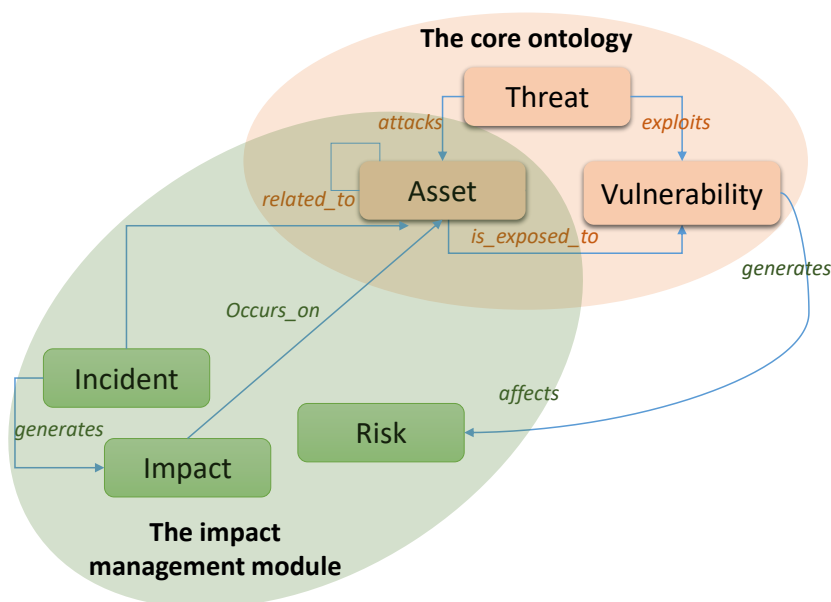 The core ontology
Threat
attacks
exploits
Asset
Vulnerability
related_to
is_exposed_to
generates
Occurs_on
Incident
affects
generates
Risk
Impact
The impact
management module